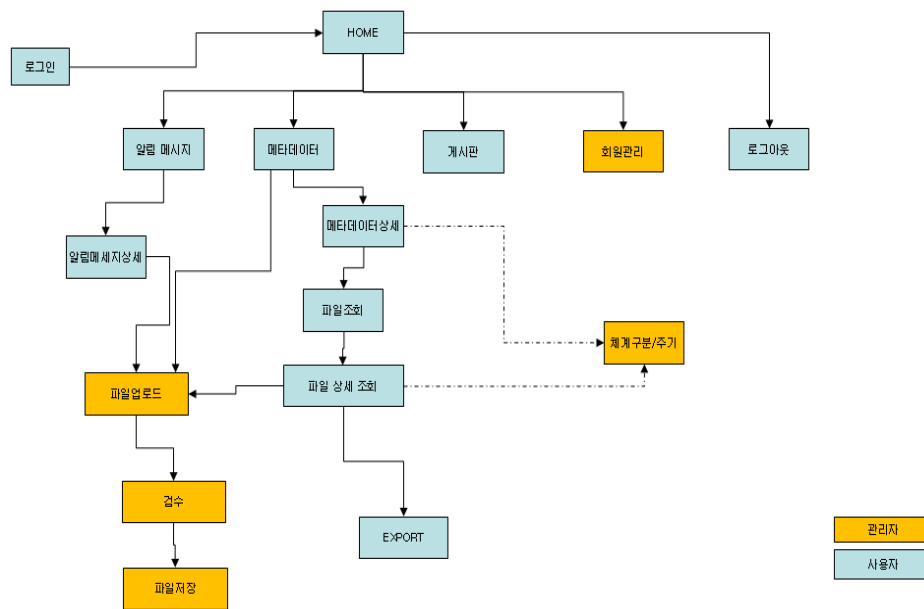 HOME
로그인
알림 메시지
메타데이터
게시판
회원관리
로그아웃
메타데이터상세
알림메세지상세
파일조회
체계구분/주기
파일업로드
파일 상세 조회
검수
EXPORT
관리자
사용자
파일저장